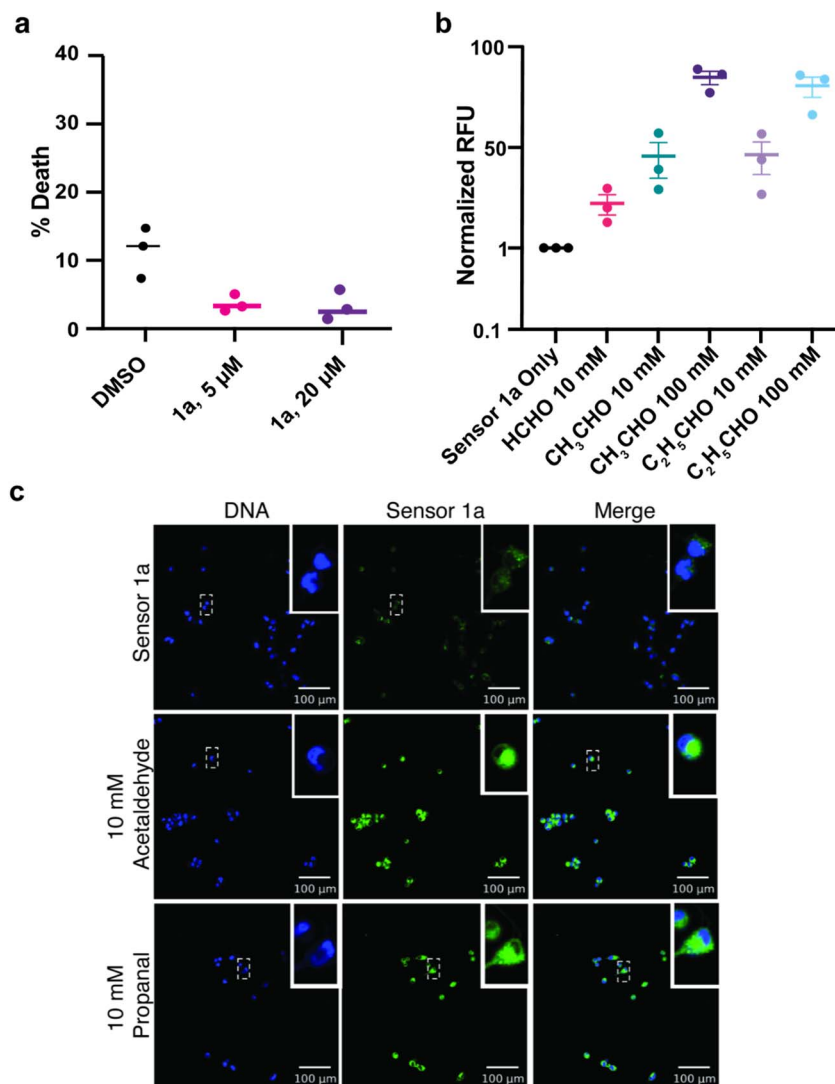 a
40
30
20
10
0
% Death
DMSO
1a, 5 µM
1a, 20 µM
b
100
50
1
0.1
Normalized RFU
Sensor 1a Only
HCHO 10 mM
CH₃CHO 10 mM
CH₃CHO 100 mM
C₂H₅CHO 10 mM
C₂H₅CHO 100 mM
c
DNA
Sensor 1a
Merge
Sensor 1a
100 µm
100 µm
100 µm
10 mM
Acetaldehyde
100 µm
100 µm
100 µm
10 mM
Propanal
100 µm
100 µm
100 µm